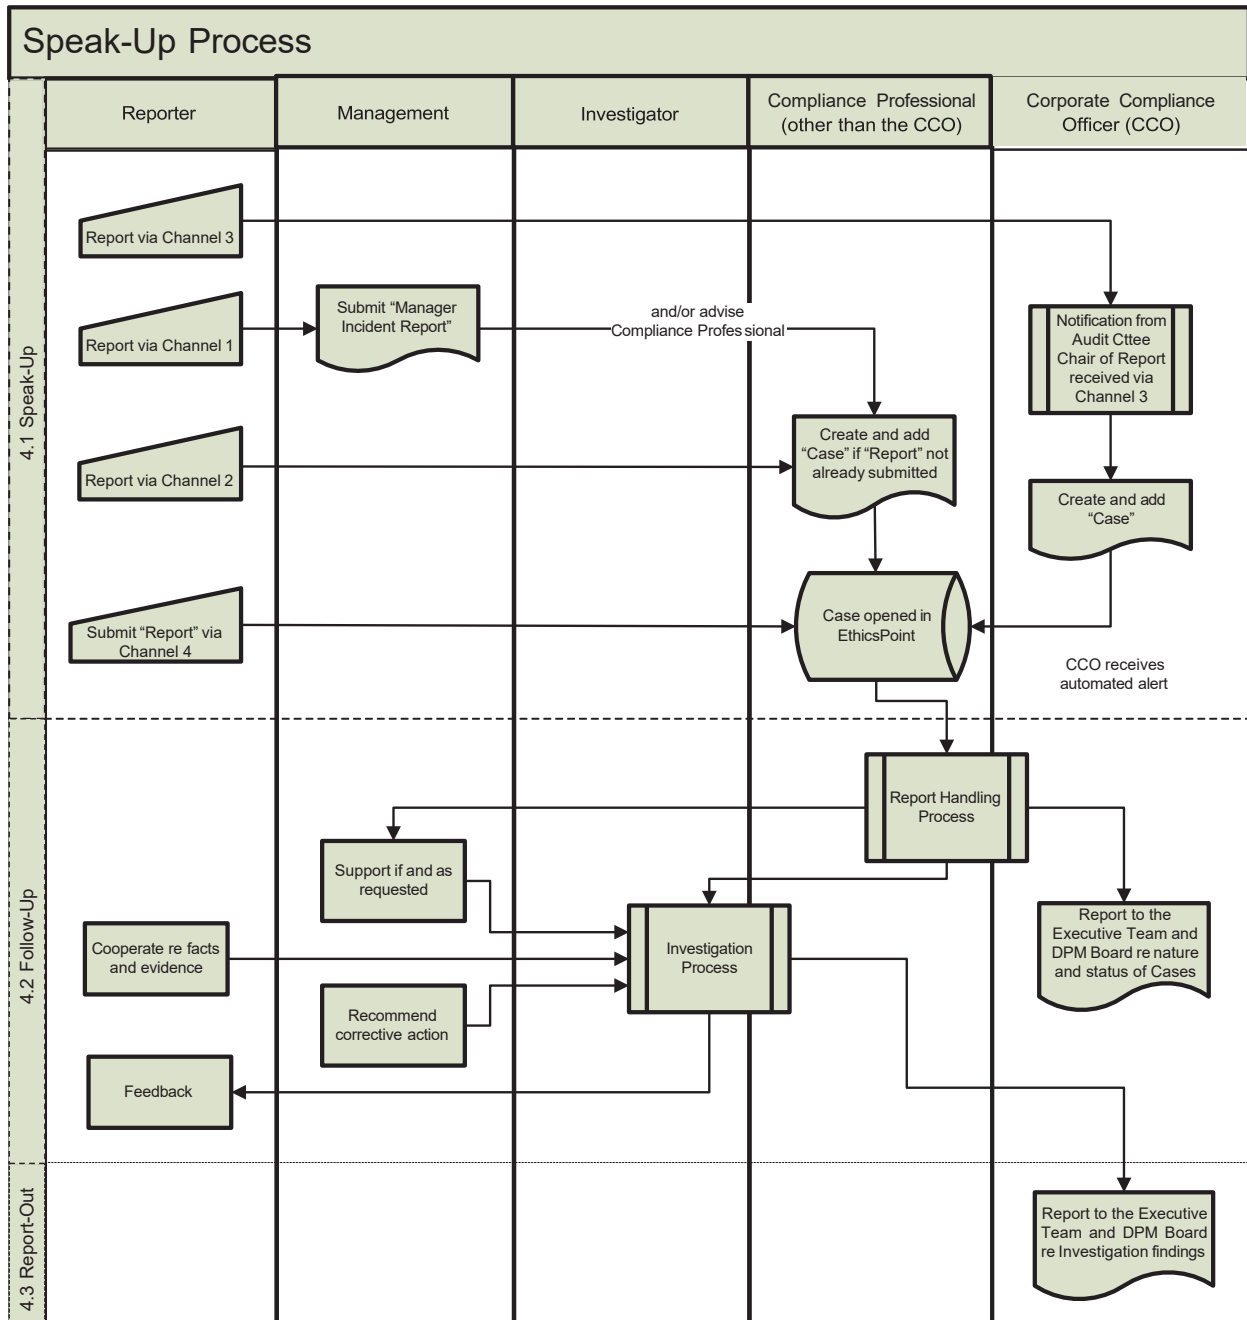 Speak-Up Process
Reporter
Management
Investigator
Compliance Professional
(other than the CCO)
Corporate Compliance
Officer (CCO)
4.1 Speak-Up
Report via Channel 3
Report via Channel 1
Submit “Manager
Incident Report”
and/or advise
Compliance Professional
Notification from
Audit Cttee
Chair of Report
received via
Channel 3
Report via Channel 2
Create and add
“Case” if “Report” not
already submitted
Create and add
“Case”
Submit “Report” via
Channel 4
Case opened in
EthicsPoint
CCO receives
automated alert
4.2 Follow-Up
Report Handling
Process
Support if and as
requested
Cooperate re facts
and evidence
Investigation
Process
Report to the
Executive Team and
DPM Board re nature
and status of Cases
Recommend
corrective action
Feedback
4.3 Report-Out
Report to the Executive
Team and DPM Board
re Investigation findings